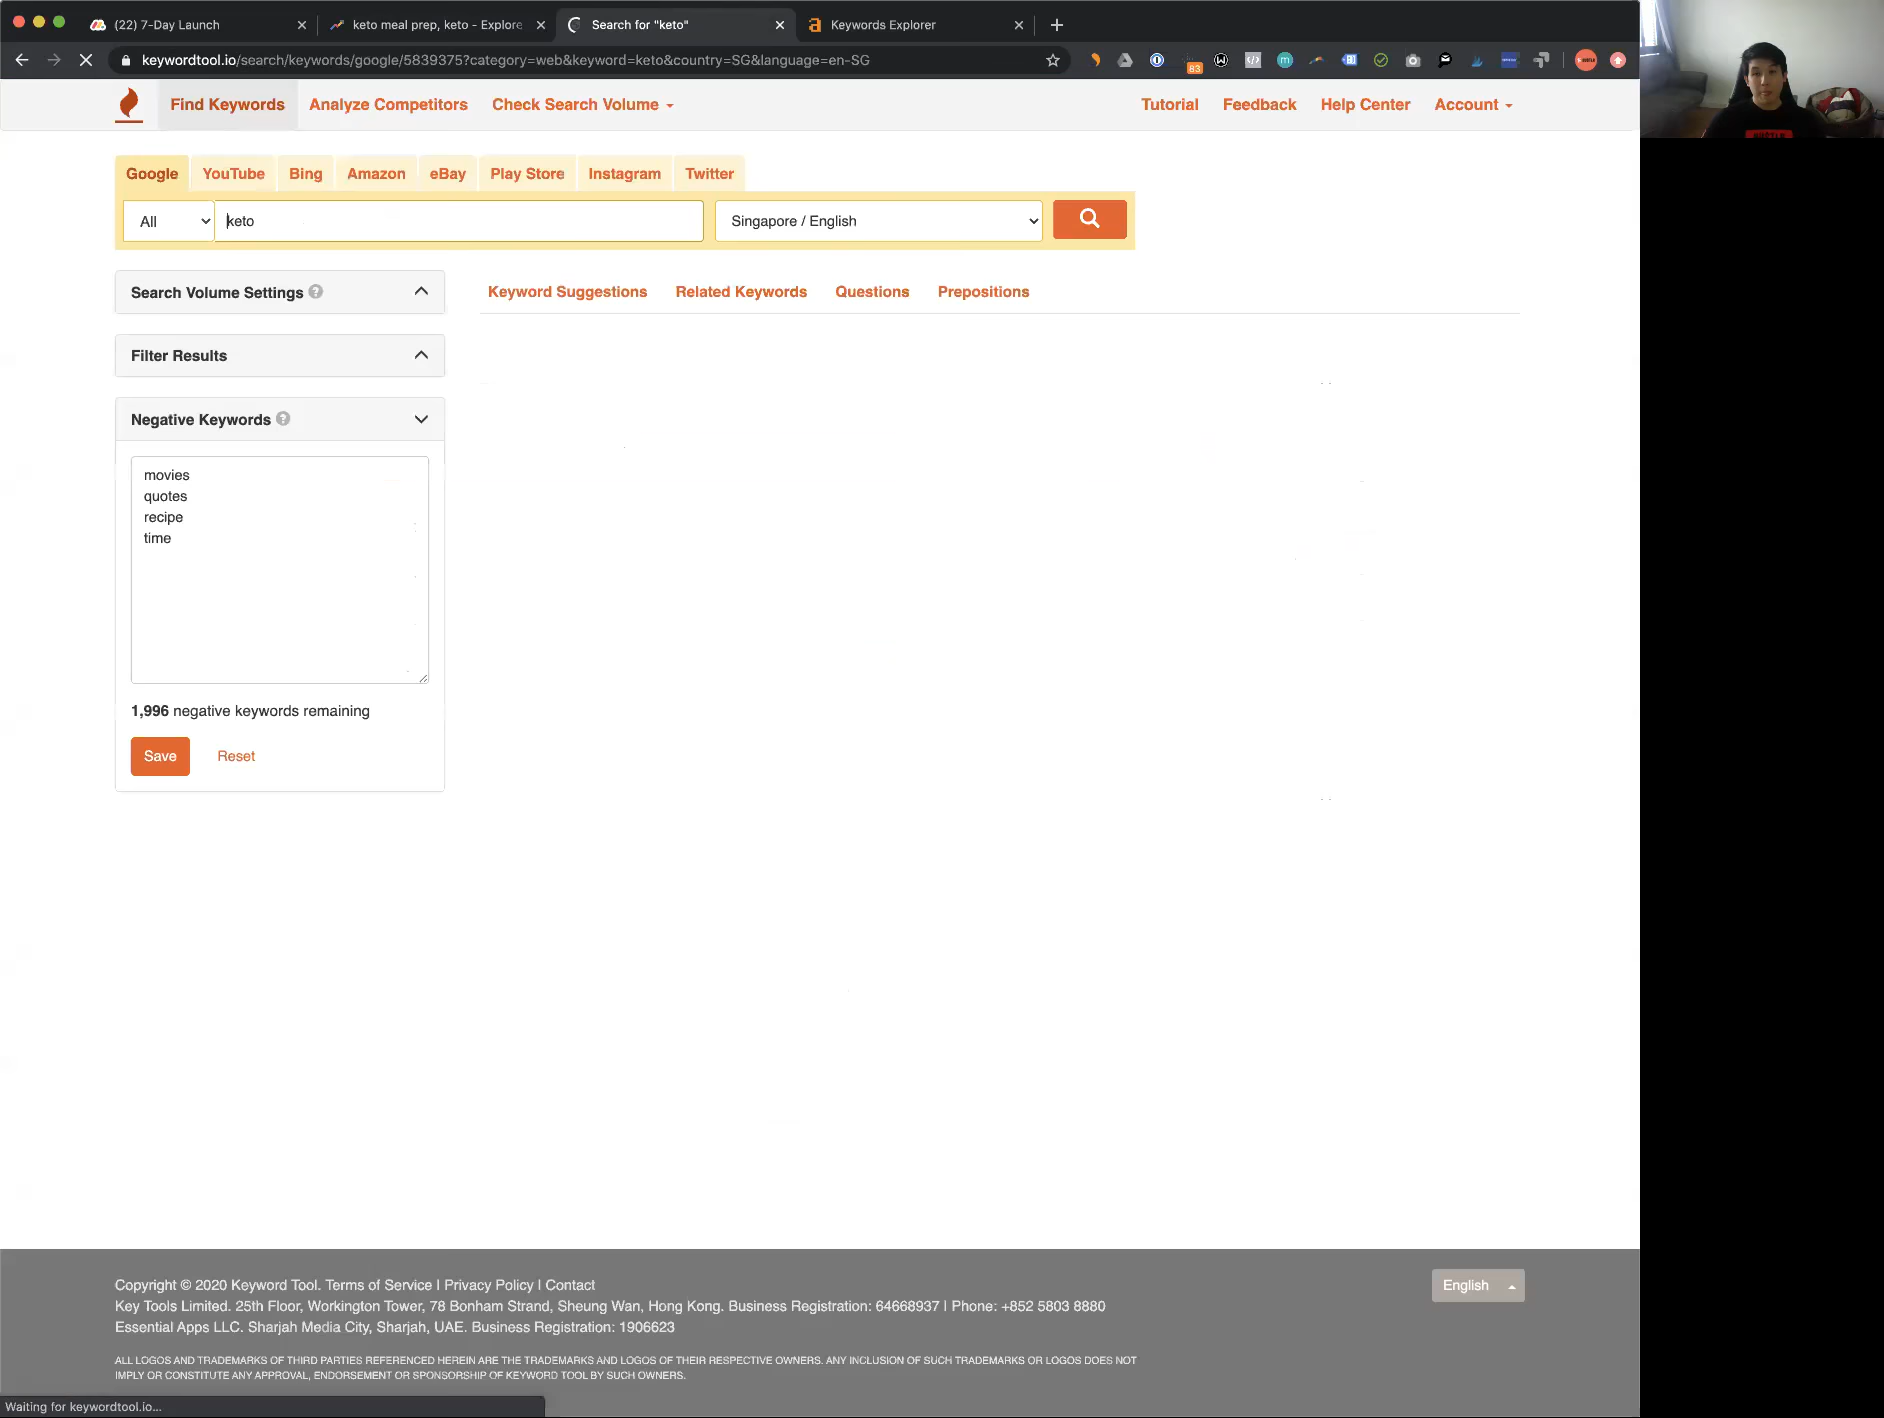 (22) 7-Day Launch
keto meal prep, keto - Explore
Search for "keto"
Keywords Explorer
keywordtool.io/search/keywords/google/5839375?category=web&keyword=keto&country=SG&language=en-SG
83
Find Keywords
Analyze Competitors
Check Search Volume
Tutorial
Feedback
Help Center
Account
Google
YouTube
Bing
Amazon
eBay
Play Store
Instagram
Twitter
All
keto
Singapore / English
Search Volume Settings
Keyword Suggestions
Related Keywords
Questions
Prepositions
Filter Results
Negative Keywords
movies
quotes
recipe
time
1,996 negative keywords remaining
Save
Reset
Copyright © 2020 Keyword Tool. Terms of Service | Privacy Policy | Contact
English
Key Tools Limited. 25th Floor, Workington Tower, 78 Bonham Strand, Sheung Wan, Hong Kong. Business Registration: 64668937 | Phone: +852 5803 8880
Essential Apps LLC. Sharjah Media City, Sharjah, UAE. Business Registration: 1906623
ALL LOGOS AND TRADEMARKS OF THIRD PARTIES REFERENCED HEREIN ARE THE TRADEMARKS AND LOGOS OF THEIR RESPECTIVE OWNERS. ANY INCLUSION OF SUCH TRADEMARKS OR LOGOS DOES NOT
IMPLY OR CONSTITUTE ANY APPROVAL, ENDORSEMENT OR SPONSORSHIP OF KEYWORD TOOL BY SUCH OWNERS.
Waiting for keywordtool.io...